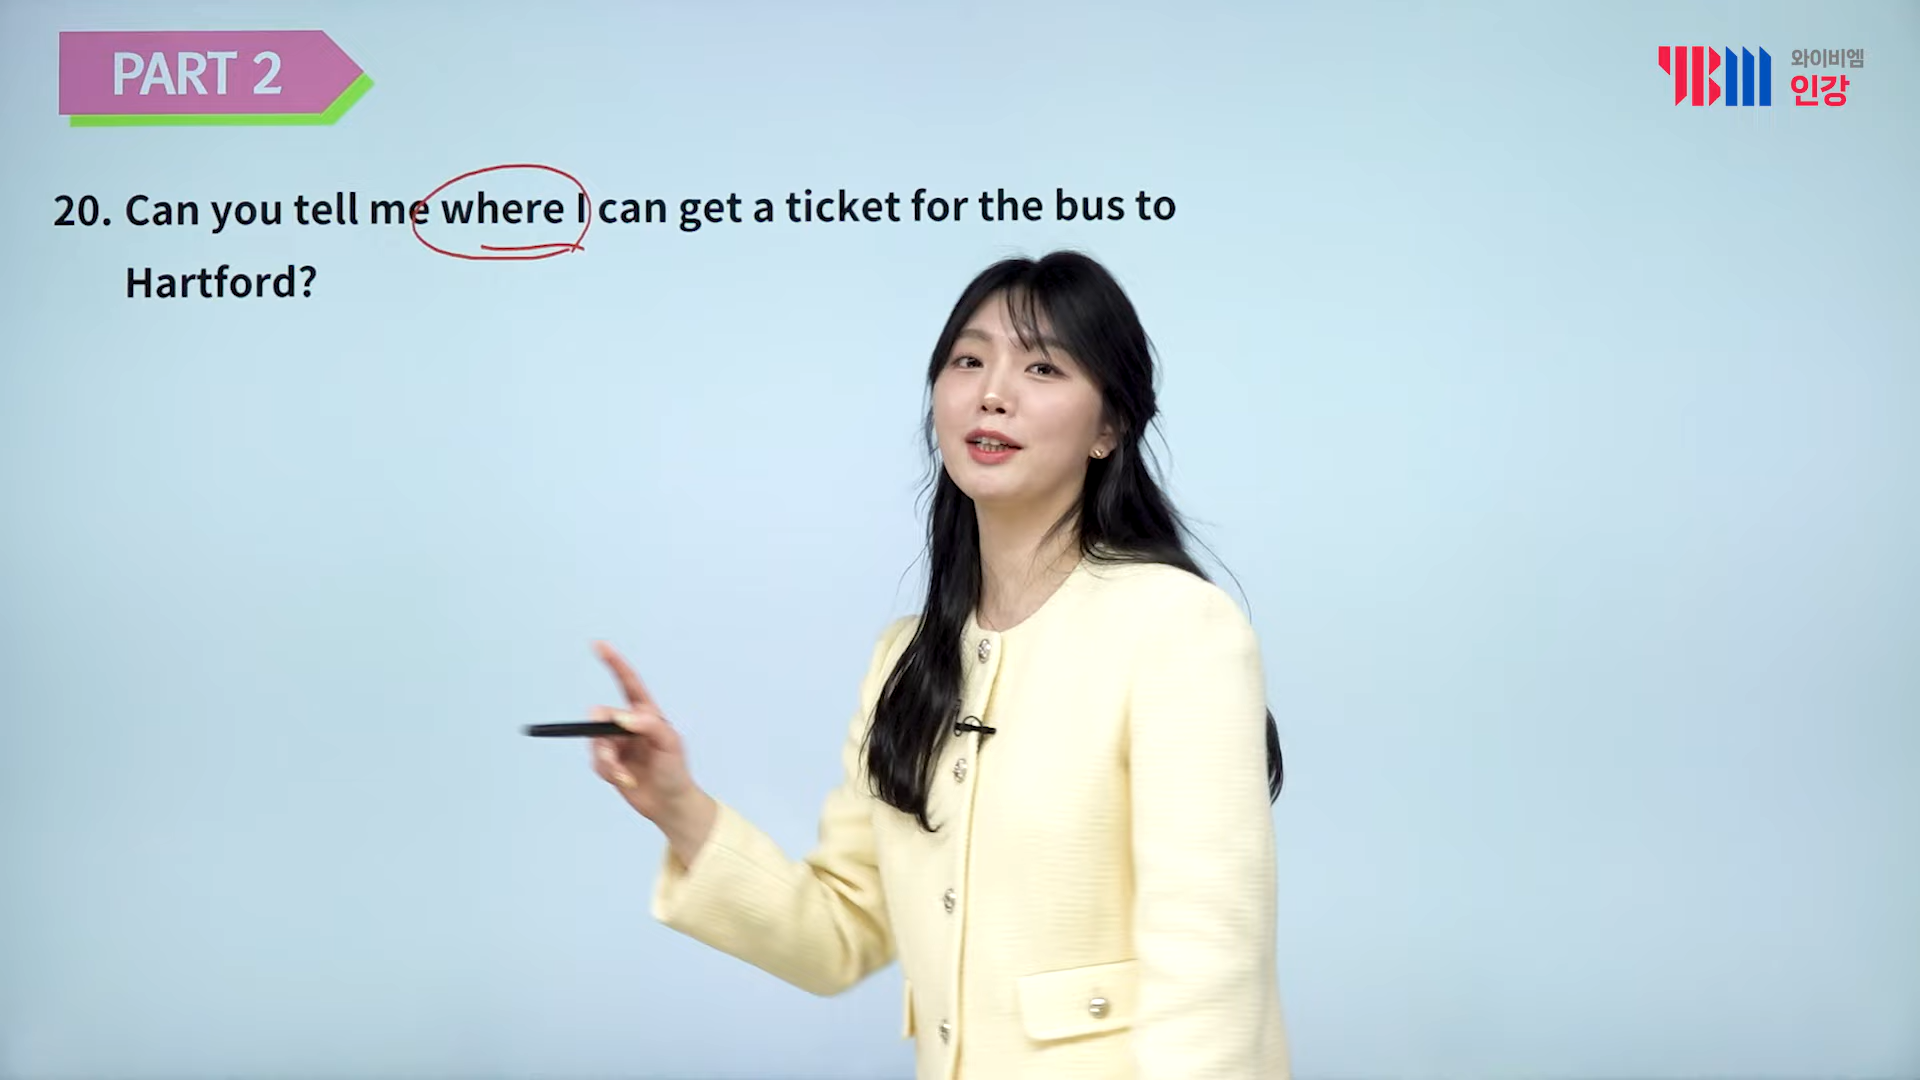 PART 2
YBM 와이비엠
인강
20. Can you tell me where I can get a ticket for the bus to
Hartford?